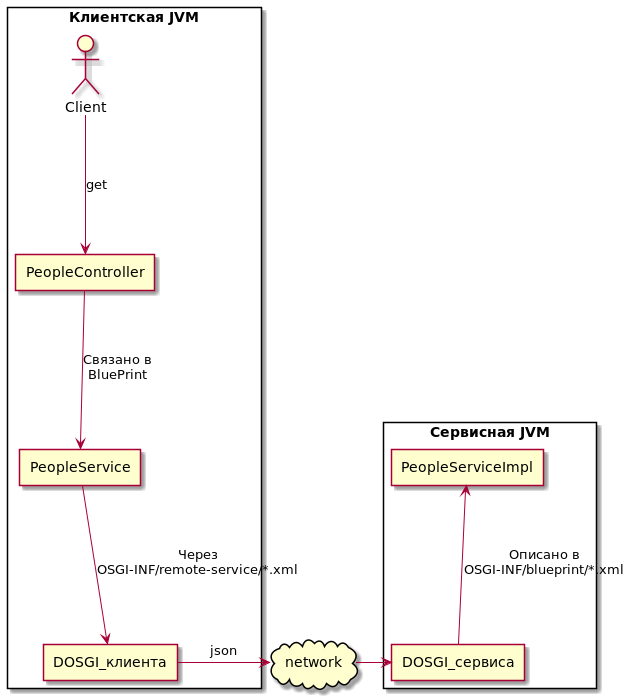 Клиентская JVM
Client
get
PeopleController
Связано в
BluePrint
Сервисная JVM
PeopleService
PeopleServiceImpl
Через
OSGI-INF/remote-service/*.xml
Описано в
OSGI-INF/blueprint/*.xml
DOSGI_клиента
json
network
DOSGI_сервиса